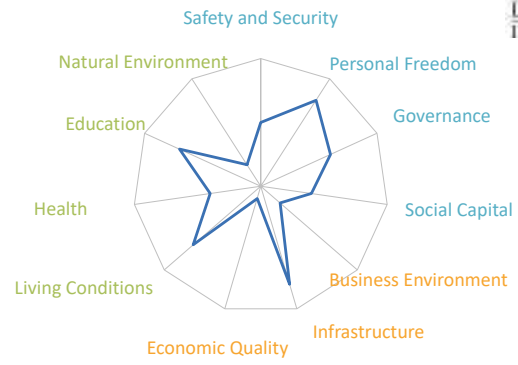 Safety and Security
Natural Environment
Personal Freedom
Education
Governance
Health
Social Capital
Living Conditions
Business Environment
Economic Quality
Infrastructure